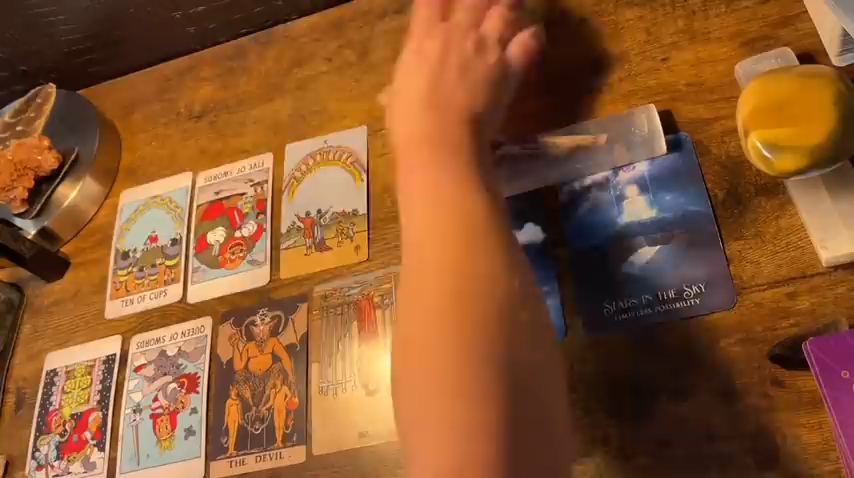 FIVE OF SWORDS
TEN OF CUPS
QUEEN OF SWORDS
THE DEVIL.
STARS IN THE SKY
LIMITLESS POSSIBILITY